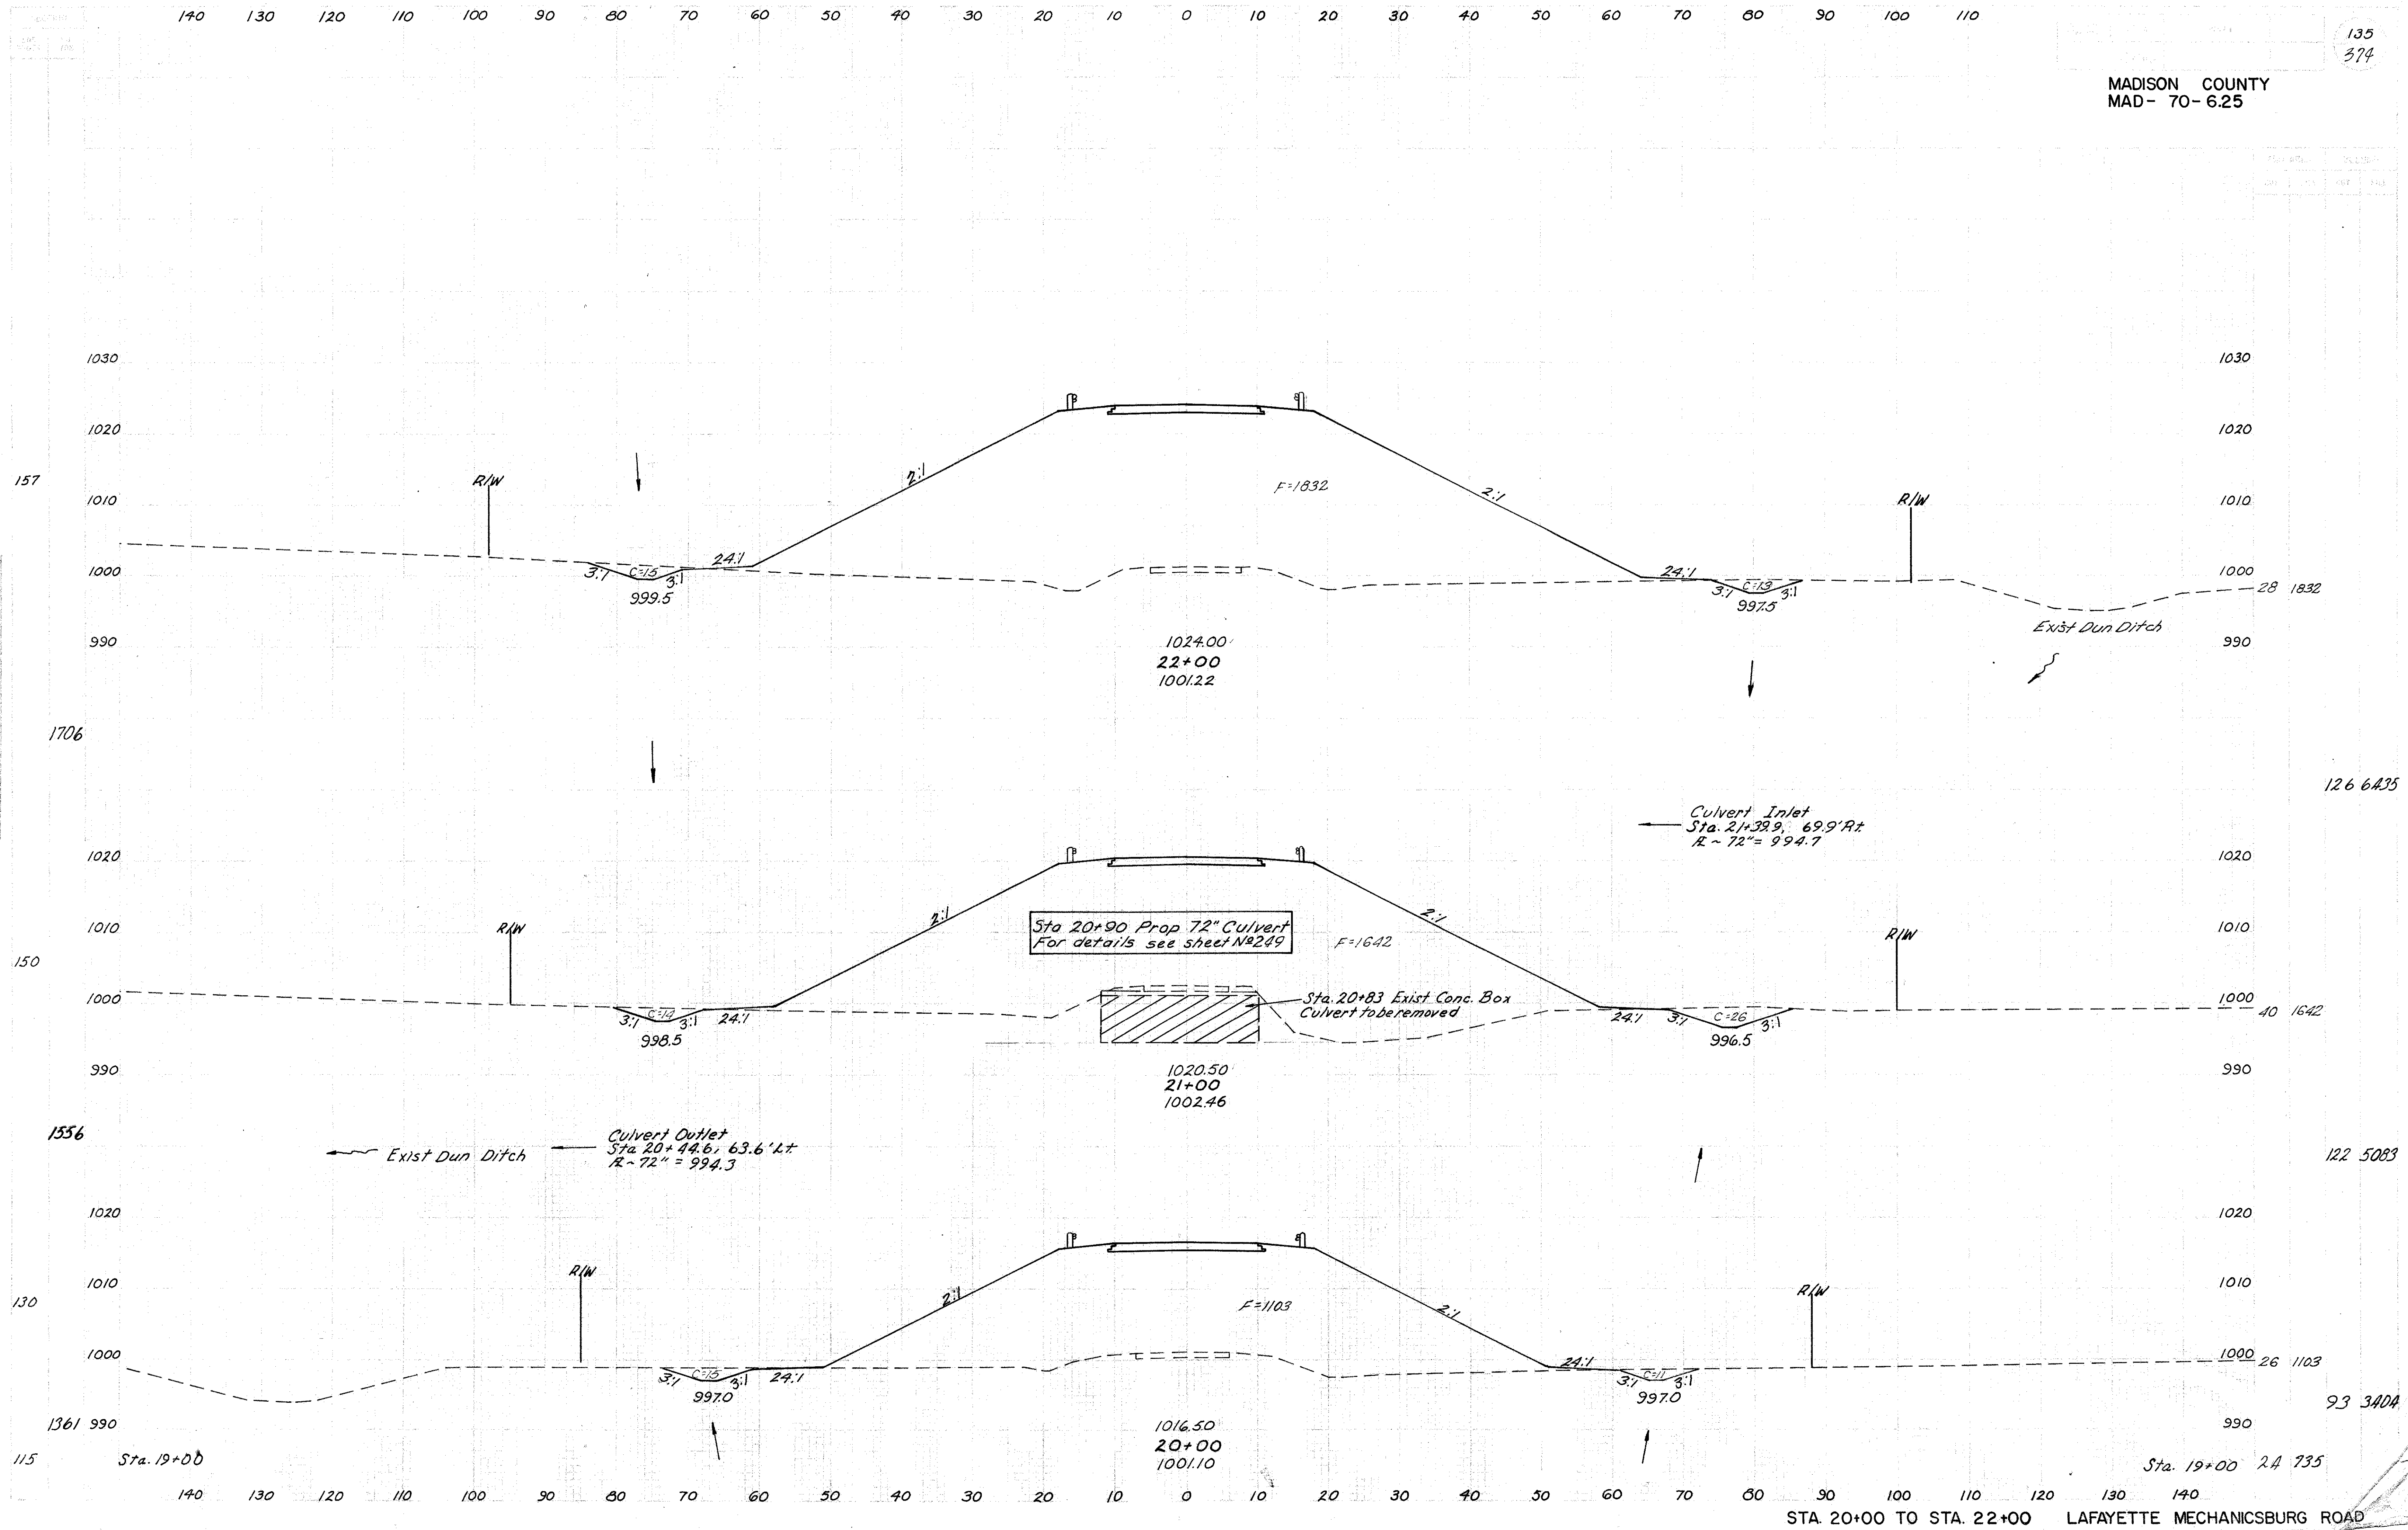 140 130 120 110 100 90 80 70 60 50 40 30 20 10 0 10 20 30 40 50 60 70 80 90 100 110
135
374
MADISON COUNTY
MAD- 70-6.25
1030 1030
1020 1020
157 R/W 2:1 F=1832 2:1 R/W
1010 1010
24:1
1000 3:1 C=15 3:1 24:1 C=13 1000
999.5 3:1 3:1 28 1832
997.5
Exist Dun Ditch
990 1024.00 990
22+00
1001.22
1706
126 6435
Culvert Inlet
Sta. 21+39.9, 69.9' Rt.
FL ~ 72" = 994.7
1020 1020
2:1 2:1
1010 R/W Sta 20+90 Prop 72" Culvert R/W 1010
For details see sheet Nº249 F=1642
150
1000 Sta. 20+83 Exist Conc. Box 1000
Culvert to be removed 40 1642
3:1 C=14 3:1 24:1 24:1 3:1 C=26 3:1
998.5 996.5
990 1020.50 990
21+00
1002.46
1556 Culvert Outlet
Exist Dun Ditch Sta 20+44.6, 63.6' Lt. 122 5083
FL ~ 72" = 994.3
1020 1020
R/W R/W
1010 2:1 1010
130 F=1103 2:1
1000 24:1 1000 26 1103
3:1 C=15 3:1 24:1 3:1 C=11 3:1
997.0 997.0
93 3404
1361 990 1016.50 990
20+00
115 Sta. 19+00 1001.10 Sta. 19+00 24 735
140 130 120 110 100 90 80 70 60 50 40 30 20 10 0 10 20 30 40 50 60 70 80 90 100 110 120 130 140
STA. 20+00 TO STA. 22+00 LAFAYETTE MECHANICSBURG ROAD